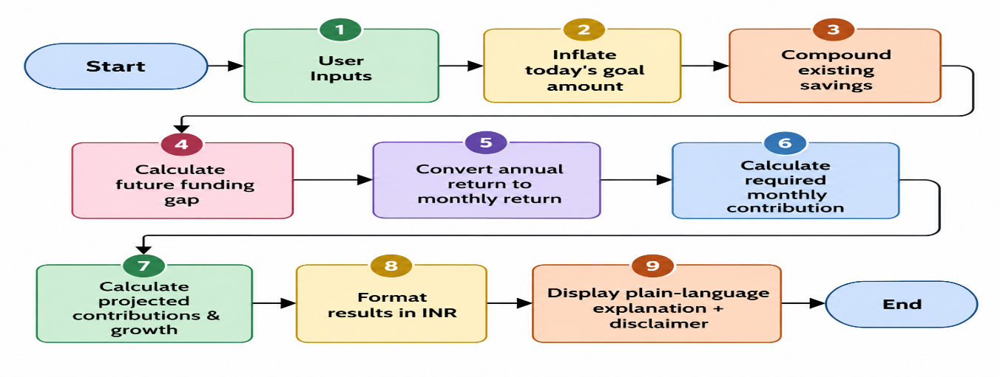 Start
1
User
Inputs
2
Inflate
today's goal
amount
3
Compound
existing
savings
4
Calculate
future funding
gap
5
Convert annual
return to
monthly return
6
Calculate
required
monthly
contribution
7
Calculate
projected
contributions &
growth
8
Format
results in INR
9
Display plain-language
explanation +
disclaimer
End